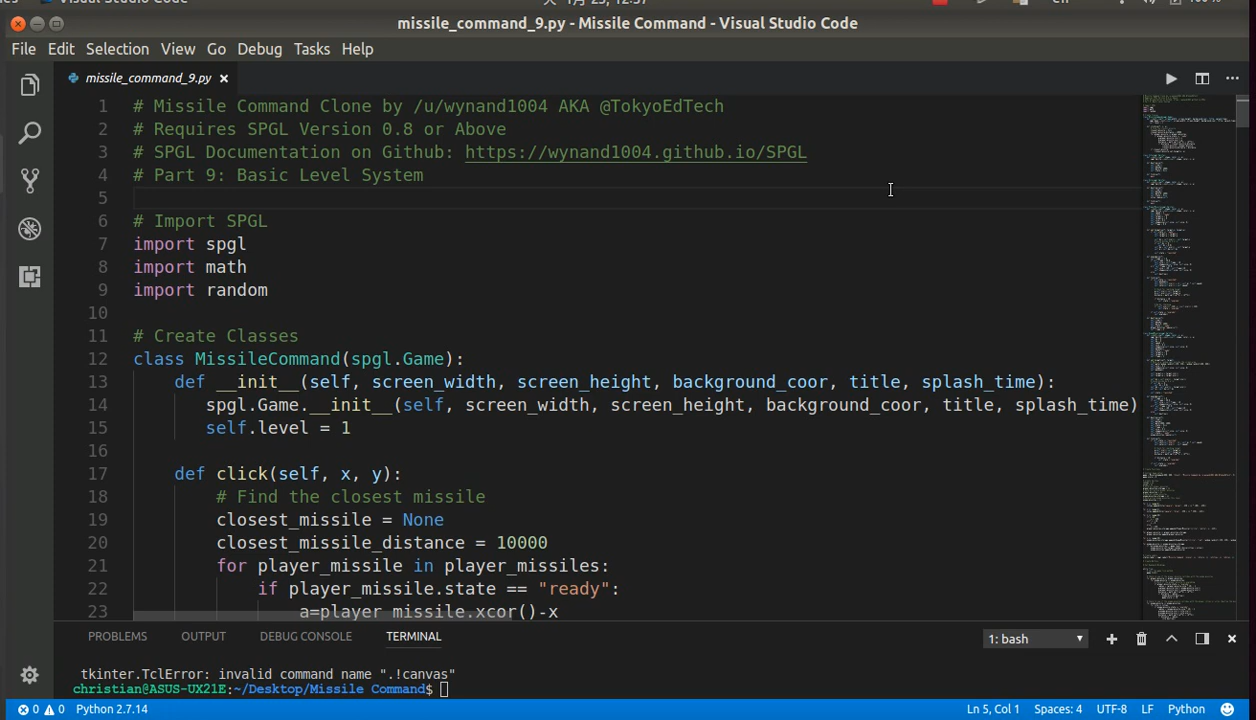 missile_command_9.py - Missile Command - Visual Studio Code
File Edit Selection View Go Debug Tasks Help
missile_command_9.py ×
1 # Missile Command Clone by /u/wynand1004 AKA @TokyoEdTech
2 # Requires SPGL Version 0.8 or Above
3 # SPGL Documentation on Github: https://wynand1004.github.io/SPGL
4 # Part 9: Basic Level System
5
6 # Import SPGL
7 import spgl
8 import math
9 import random
10
11 # Create Classes
12 class MissileCommand(spgl.Game):
13 def __init__(self, screen_width, screen_height, background_coor, title, splash_time):
14 spgl.Game.__init__(self, screen_width, screen_height, background_coor, title, splash_time)
15 self.level = 1
16
17 def click(self, x, y):
18 # Find the closest missile
19 closest_missile = None
20 closest_missile_distance = 10000
21 for player_missile in player_missiles:
22 if player_missile.state == "ready":
23 a=player_missile.xcor()-x
PROBLEMS OUTPUT DEBUG CONSOLE TERMINAL 1: bash
tkinter.TclError: invalid command name ".!canvas"
christian@ASUS-UX21E:~/Desktop/Missile Command$
0 0 Python 2.7.14 Ln 5, Col 1 Spaces: 4 UTF-8 LF Python